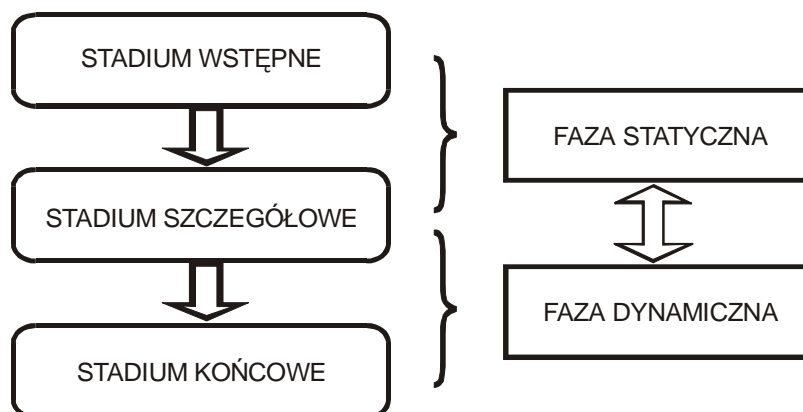 STADIUM WSTĘPNE
STADIUM SZCZEGÓŁOWE
STADIUM KOŃCOWE
FAZA STATYCZNA
FAZA DYNAMICZNA